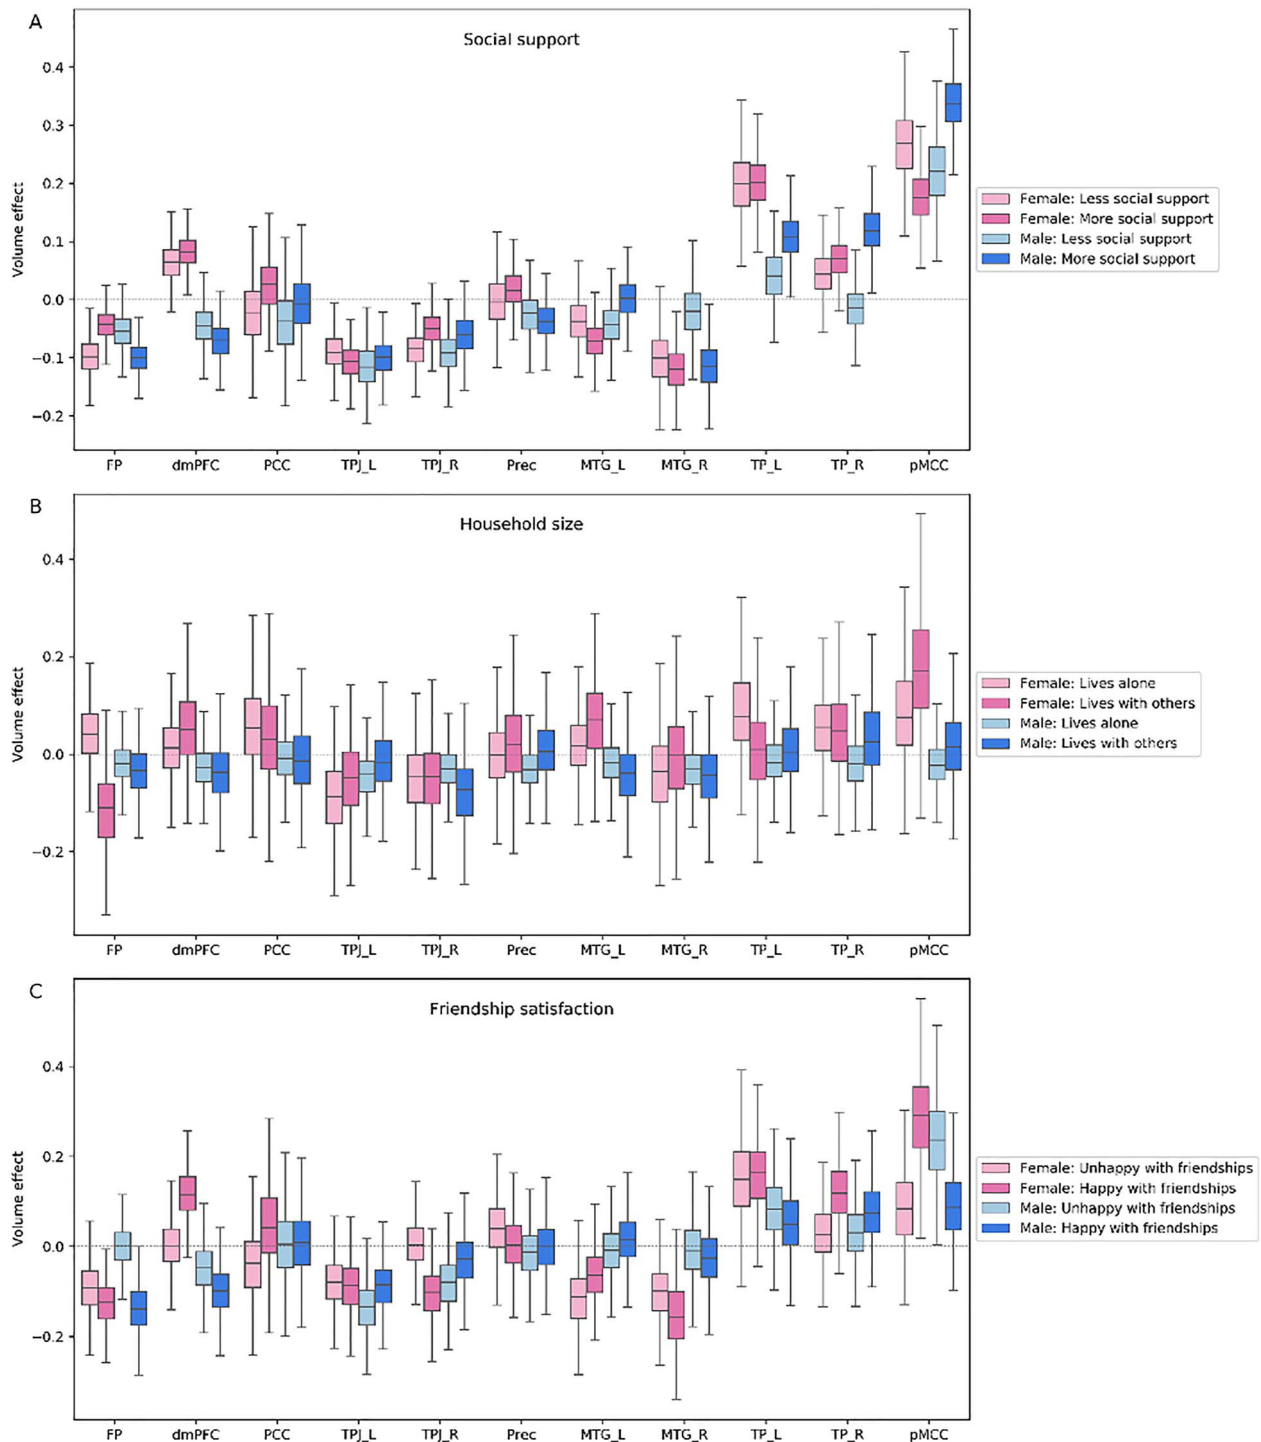 A
Social support
Volume effect
0.4
0.3
0.2
0.1
0.0
−0.1
−0.2
FP dmPFC PCC TPJ_L TPJ_R Prec MTG_L MTG_R TP_L TP_R pMCC
Female: Less social support
Female: More social support
Male: Less social support
Male: More social support
B
Household size
Volume effect
0.4
0.2
0.0
−0.2
FP dmPFC PCC TPJ_L TPJ_R Prec MTG_L MTG_R TP_L TP_R pMCC
Female: Lives alone
Female: Lives with others
Male: Lives alone
Male: Lives with others
C
Friendship satisfaction
Volume effect
0.4
0.2
0.0
−0.2
FP dmPFC PCC TPJ_L TPJ_R Prec MTG_L MTG_R TP_L TP_R pMCC
Female: Unhappy with friendships
Female: Happy with friendships
Male: Unhappy with friendships
Male: Happy with friendships